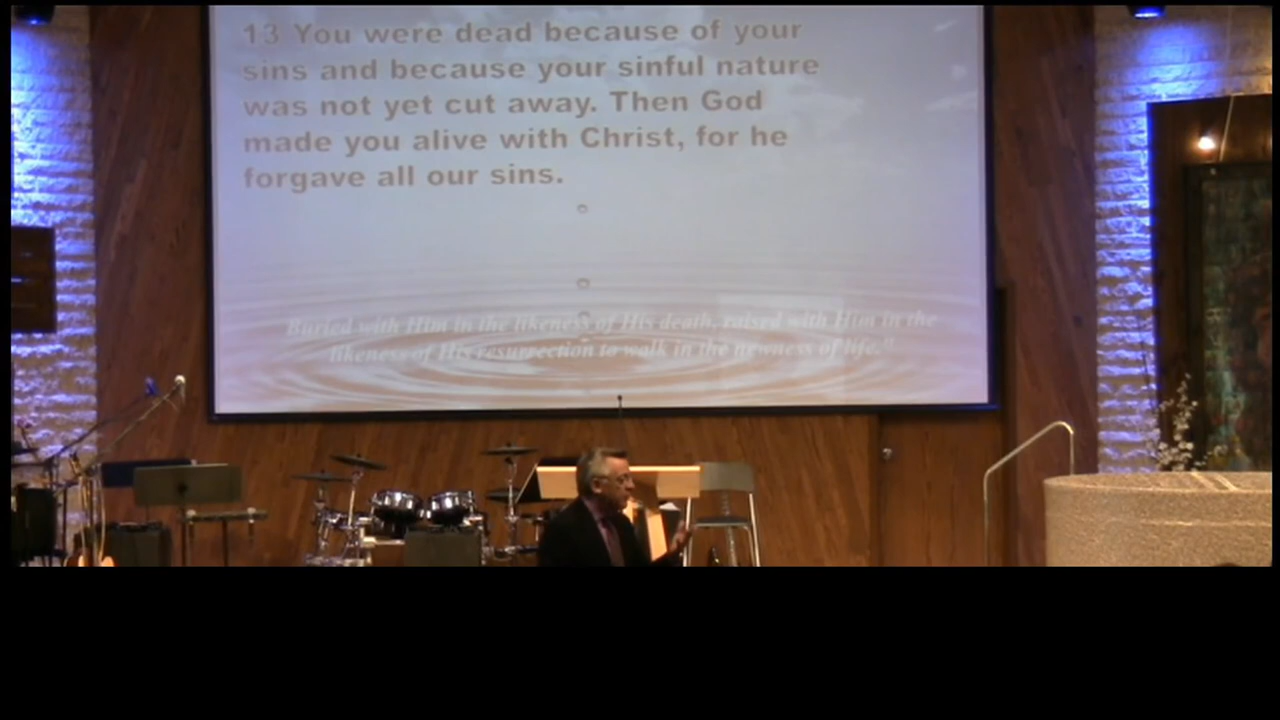 13 You were dead because of your
sins and because your sinful nature
was not yet cut away. Then God
made you alive with Christ, for he
forgave all our sins.
Buried with Him in the likeness of His death, raised with Him in the
likeness of His resurrection to walk in the newness of life."